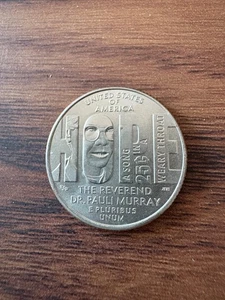 UNITED STATES
OF
AMERICA
HOPE
A SONG
IN A
WEARY THROAT
25¢
THE REVEREND
DR. PAULI MURRAY
E PLURIBUS
UNUM